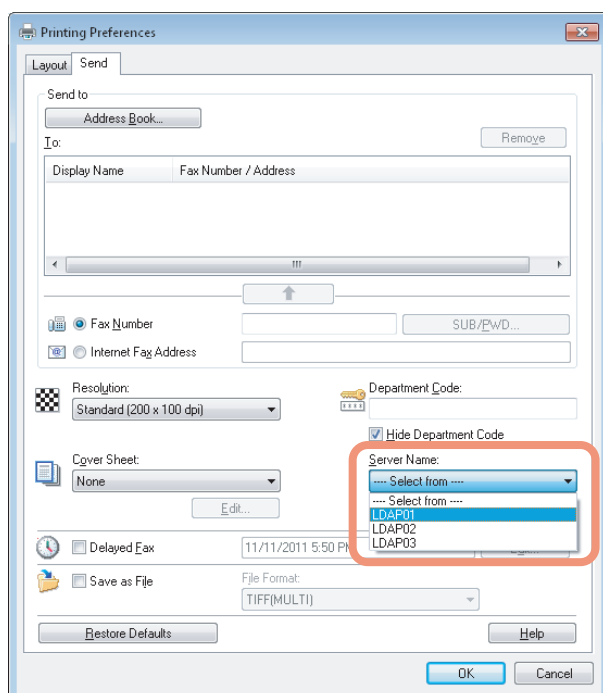 Printing Preferences
Layout Send
Send to
Address Book...
To:
Remove
Display Name Fax Number / Address
Fax Number
SUB/PWD...
Internet Fax Address
Resolution:
Standard (200 x 100 dpi)
Department Code:
Hide Department Code
Cover Sheet:
None
Edit...
Server Name:
---- Select from ----
---- Select from ----
LDAP01
LDAP02
LDAP03
Delayed Fax
11/11/2011 5:50 PM
Save as File
File Format:
TIFF(MULTI)
Restore Defaults
Help
OK Cancel